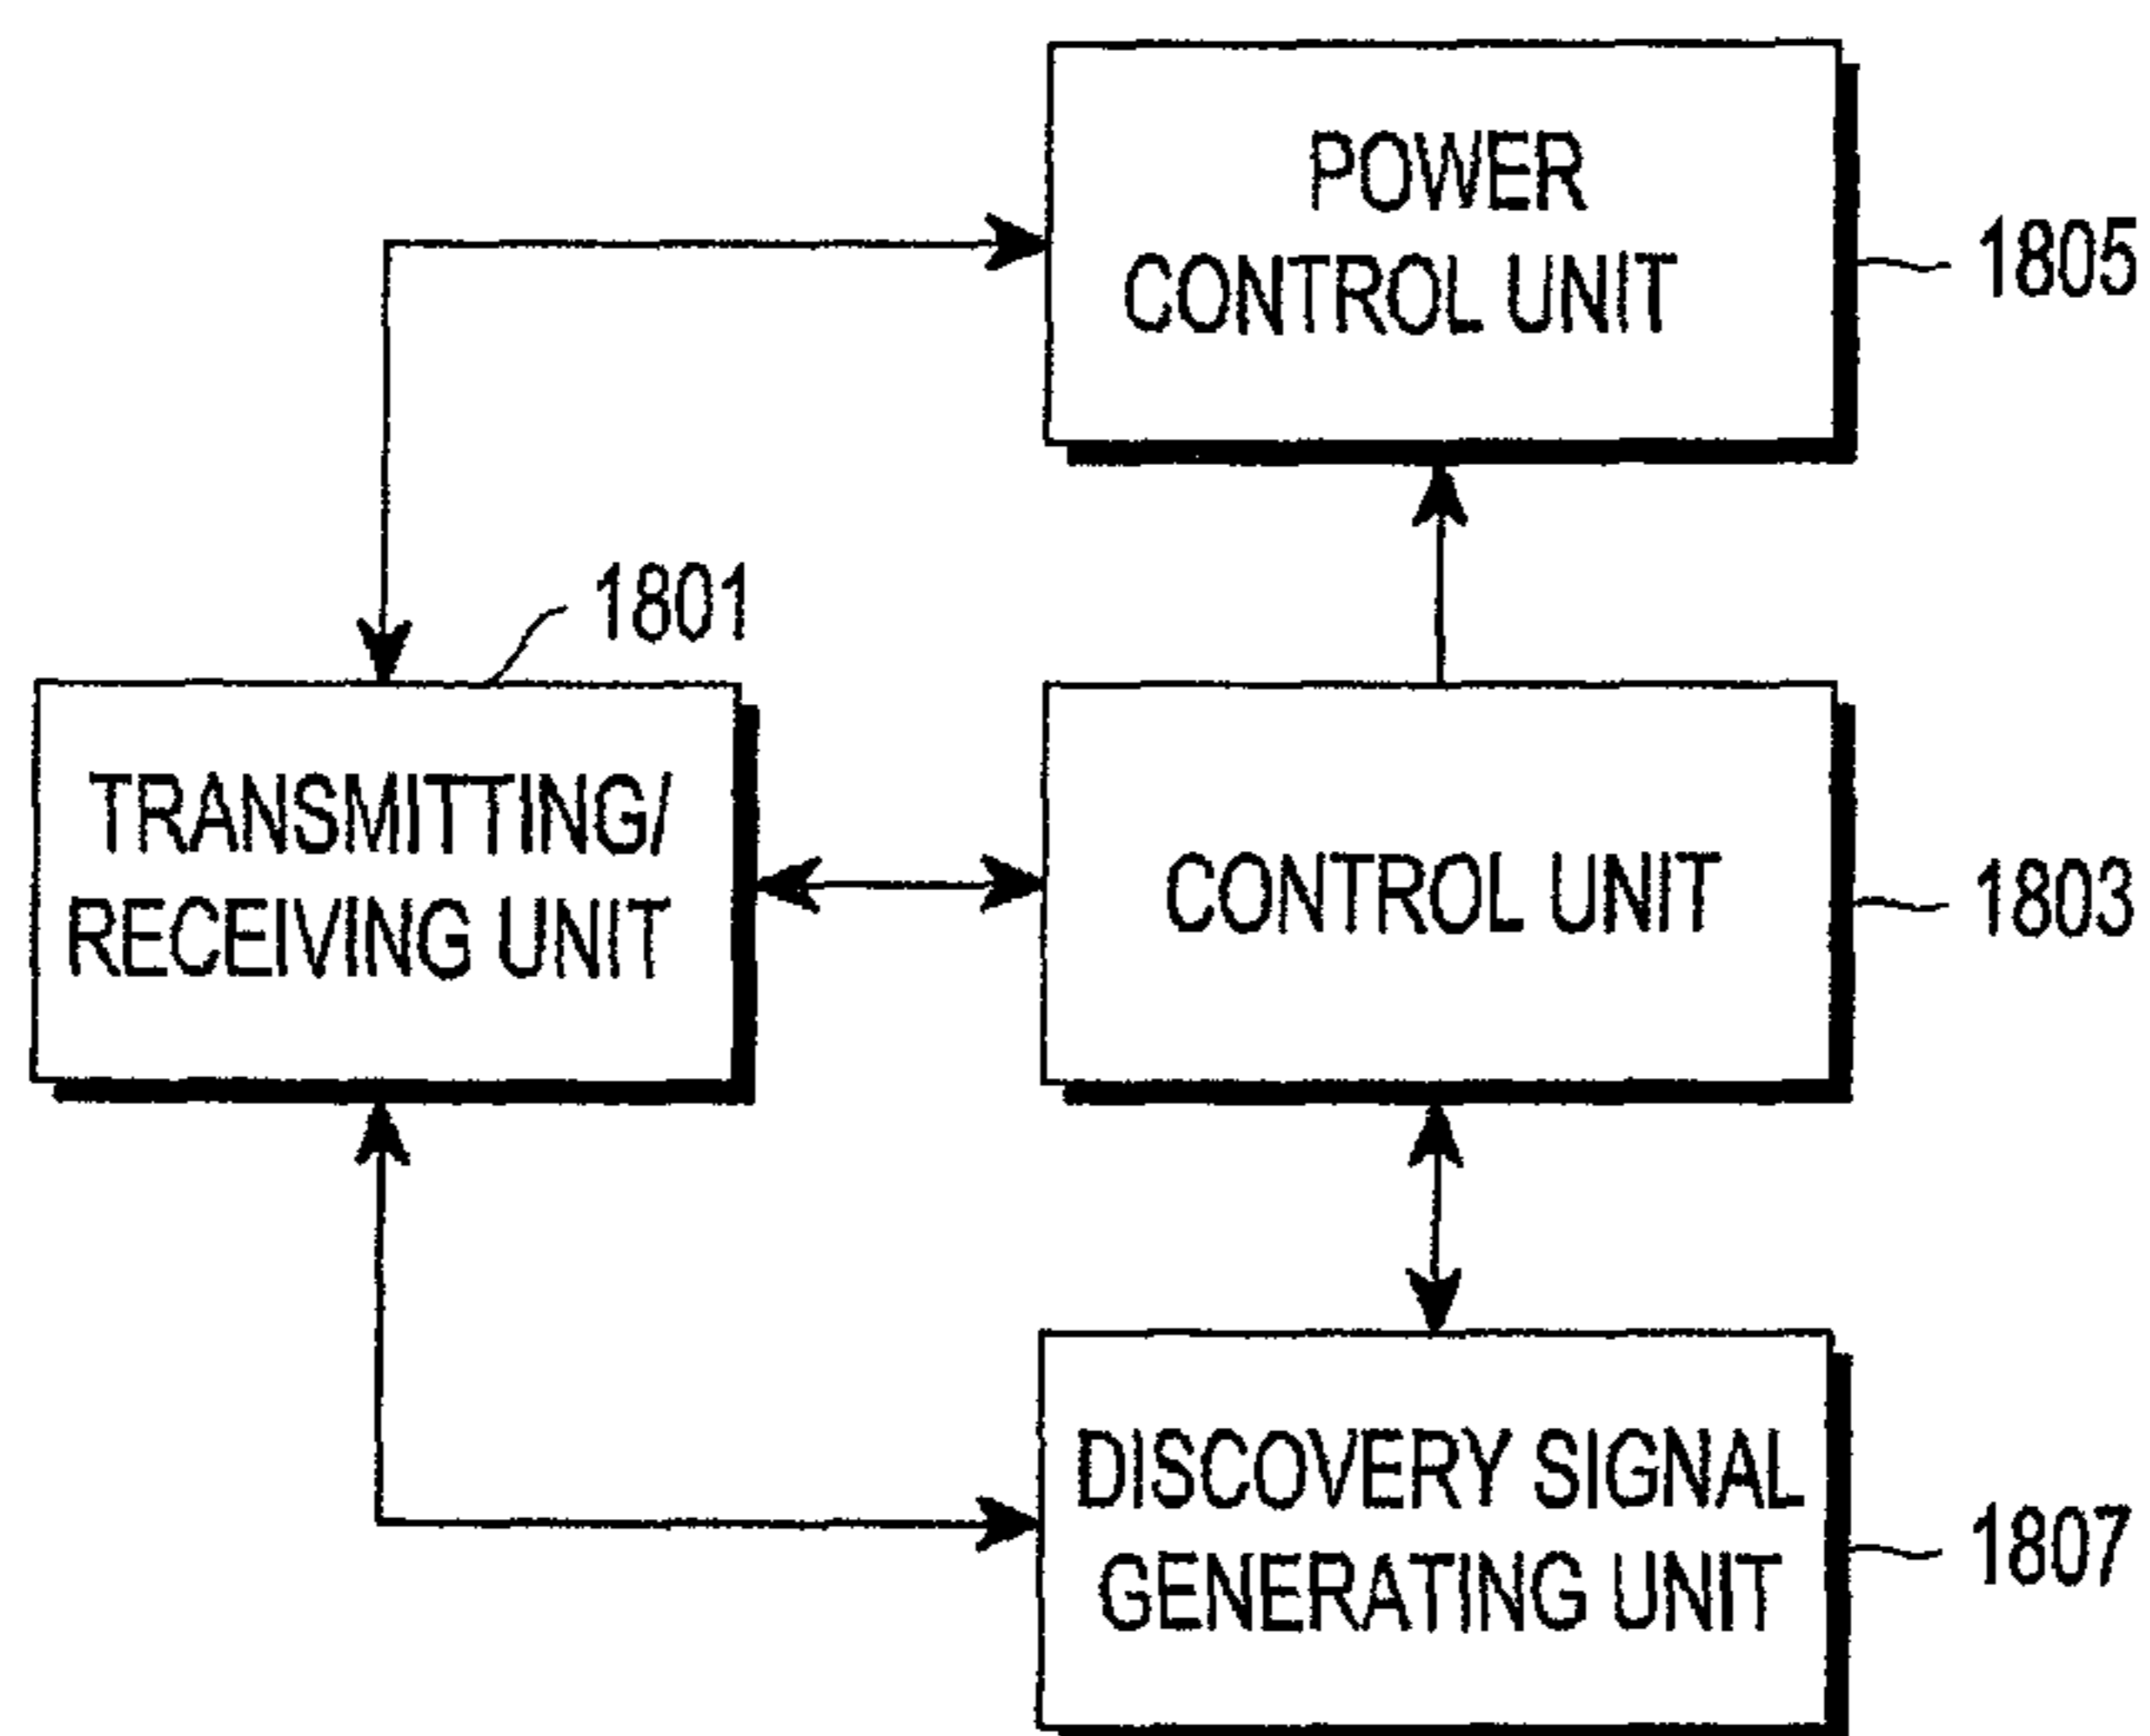 POWER
CONTROL UNIT
1805
1801
TRANSMITTING/
RECEIVING UNIT
CONTROL UNIT
1803
DISCOVERY SIGNAL
GENERATING UNIT
1807